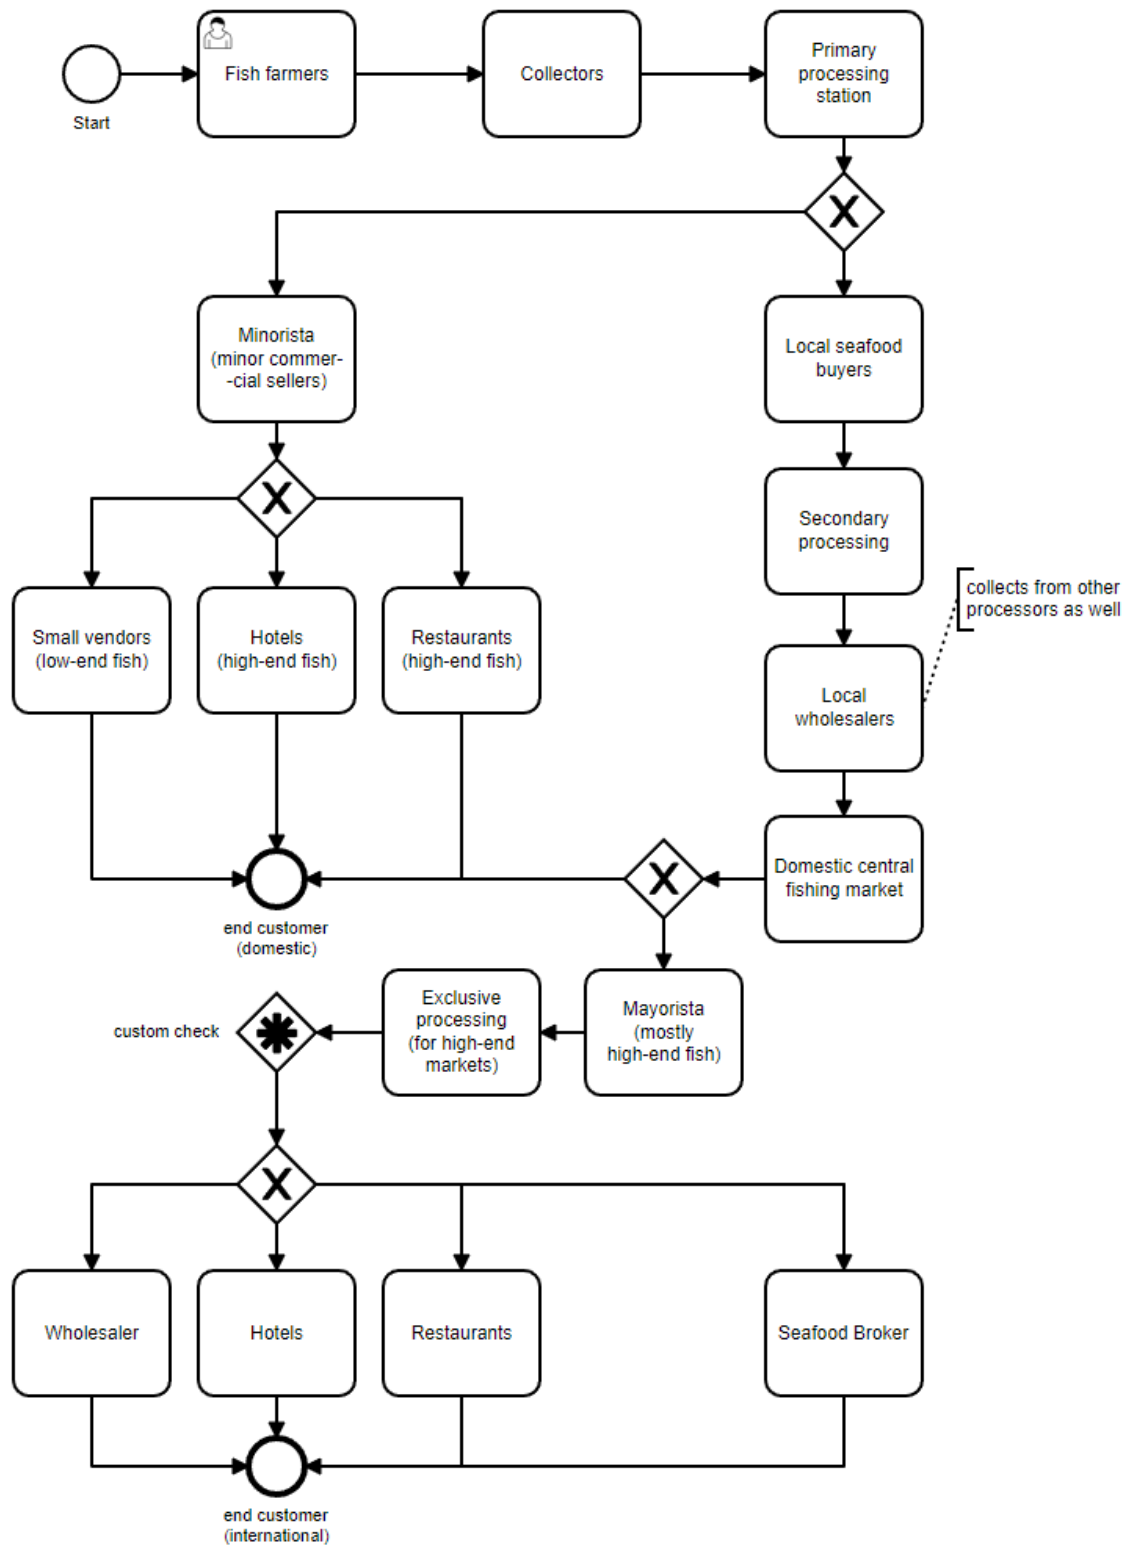 Start
Fish farmers
Collectors
Primary
processing
station
X
Minorista
(minor commer-
-cial sellers)
Local seafood
buyers
X
Secondary
processing
Small vendors
(low-end fish)
Hotels
(high-end fish)
Restaurants
(high-end fish)
collects from other
processors as well
Local
wholesalers
Domestic central
fishing market
X
end customer
(domestic)
Mayorista
(mostly
high-end fish)
Exclusive
processing
(for high-end
markets)
custom check
X
Wholesaler
Hotels
Restaurants
Seafood Broker
end customer
(international)